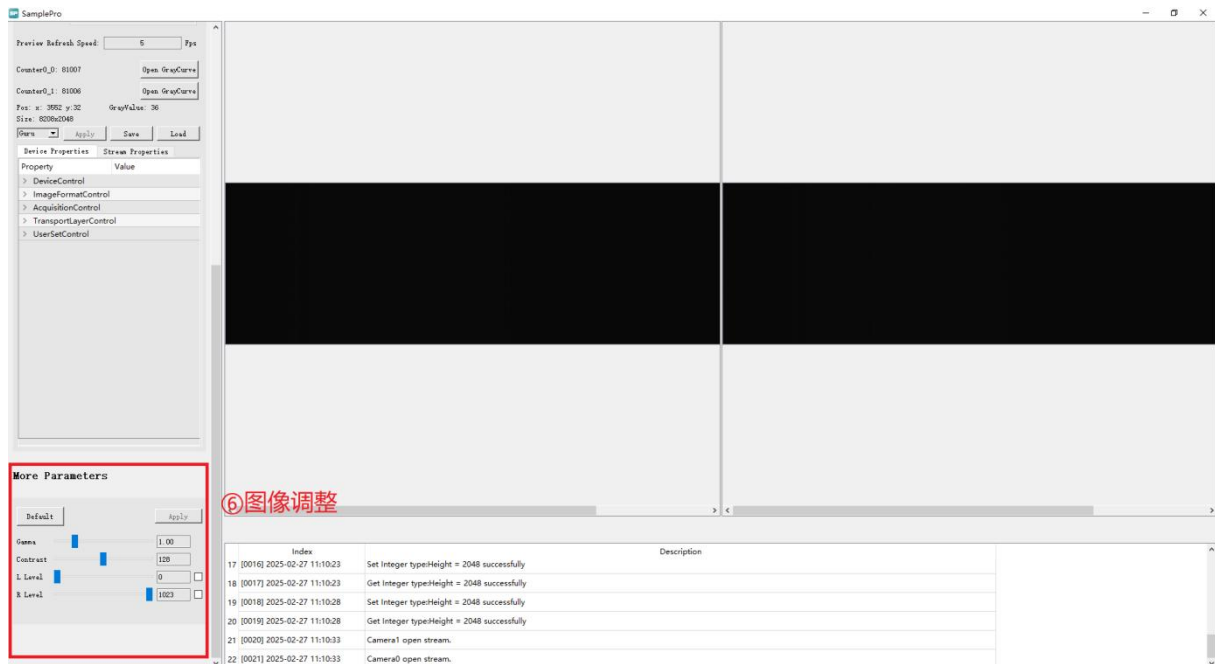 SamplePro
Preview Refresh Speed: 5 Fps
Counter0_0: 81007 Open GrayCurve
Counter0_1: 81006 Open GrayCurve
Pos: x: 3552 y:32 GrayValue: 36
Size: 8208x2048
Guru Apply Save Load
Device Properties Stream Properties
Property Value
> DeviceControl
> ImageFormatControl
> AcquisitionControl
> TransportLayerControl
> UserSetControl
More Parameters
⑥图像调整
Default Apply
Gamma 1.00
Contrast 128
L Level 0
R Level 1023
Index Description
17 [0016] 2025-02-27 11:10:23 Set Integer type:Height = 2048 successfully
18 [0017] 2025-02-27 11:10:23 Get Integer type:Height = 2048 successfully
19 [0018] 2025-02-27 11:10:28 Set Integer type:Height = 2048 successfully
20 [0019] 2025-02-27 11:10:28 Get Integer type:Height = 2048 successfully
21 [0020] 2025-02-27 11:10:33 Camera1 open stream.
22 [0021] 2025-02-27 11:10:33 Camera0 open stream.